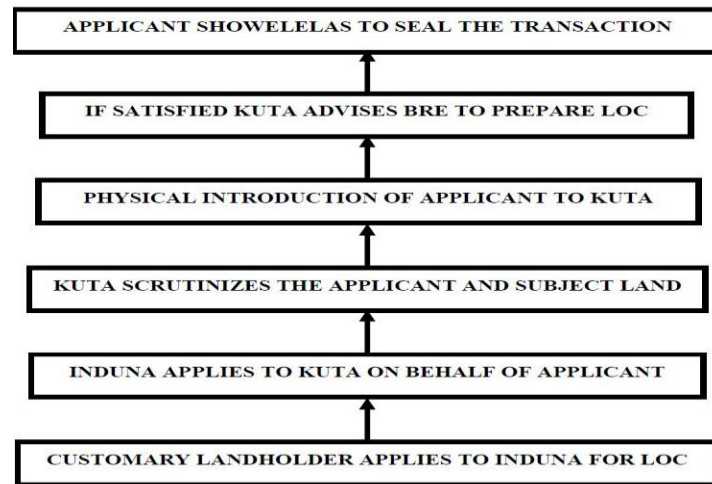 APPLICANT SHOWELELAS TO SEAL THE TRANSACTION
IF SATISFIED KUTA ADVISES BRE TO PREPARE LOC
PHYSICAL INTRODUCTION OF APPLICANT TO KUTA
KUTA SCRUTINIZES THE APPLICANT AND SUBJECT LAND
INDUNA APPLIES TO KUTA ON BEHALF OF APPLICANT
CUSTOMARY LANDHOLDER APPLIES TO INDUNA FOR LOC